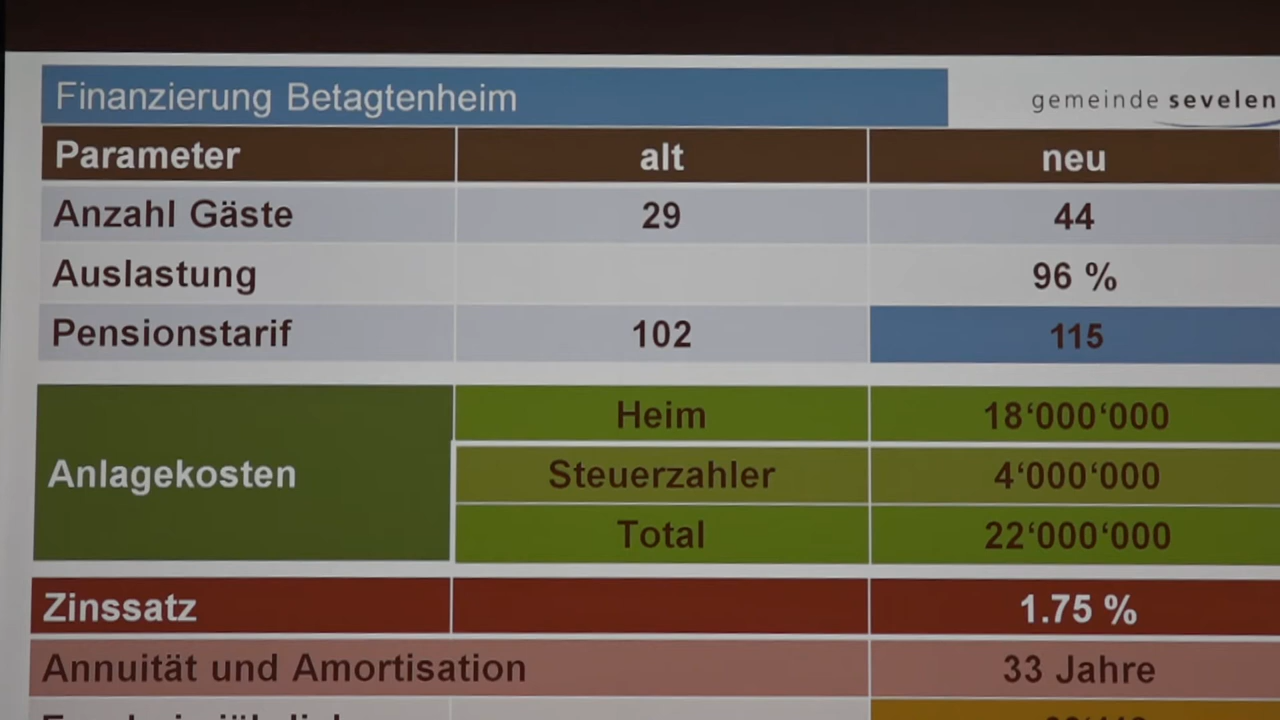 Finanzierung Betagtenheim
gemeinde sevelen
Parameter alt neu
Anzahl Gäste 29 44
Auslastung 96 %
Pensionstarif 102 115
Anlagekosten
Heim 18‘000‘000
Steuerzahler 4‘000‘000
Total 22‘000‘000
Zinssatz 1.75 %
Annuität und Amortisation 33 Jahre